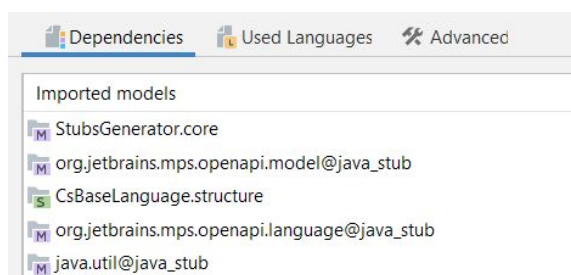 Dependencies Used Languages Advanced
Imported models
StubsGenerator.core
org.jetbrains.mps.openapi.model@java_stub
CsBaseLanguage.structure
org.jetbrains.mps.openapi.language@java_stub
java.util@java_stub